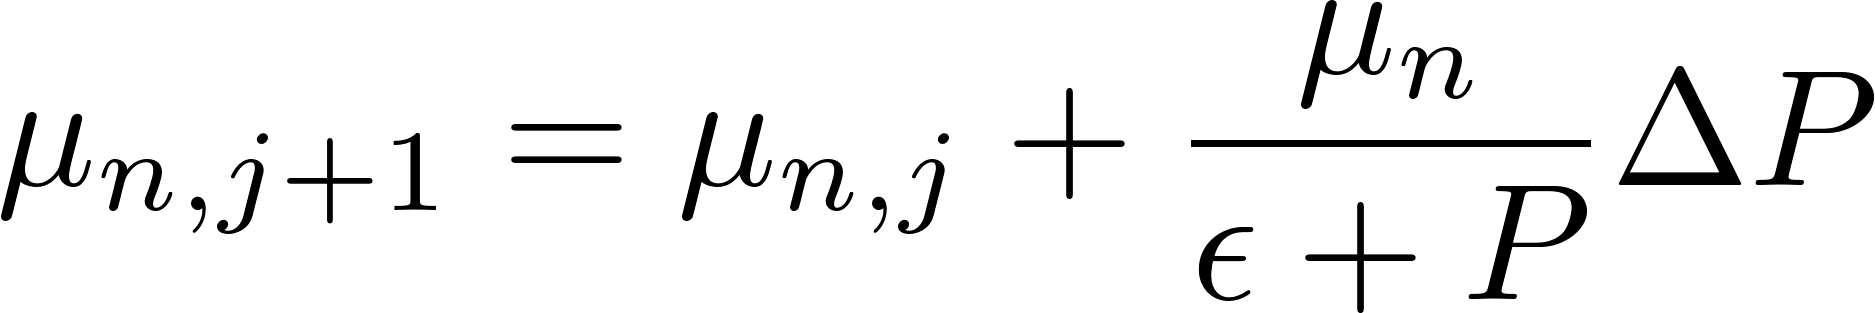 μ_{n,j+1} = μ_{n,j} + \frac{μ_n}{ϵ + P} ΔP